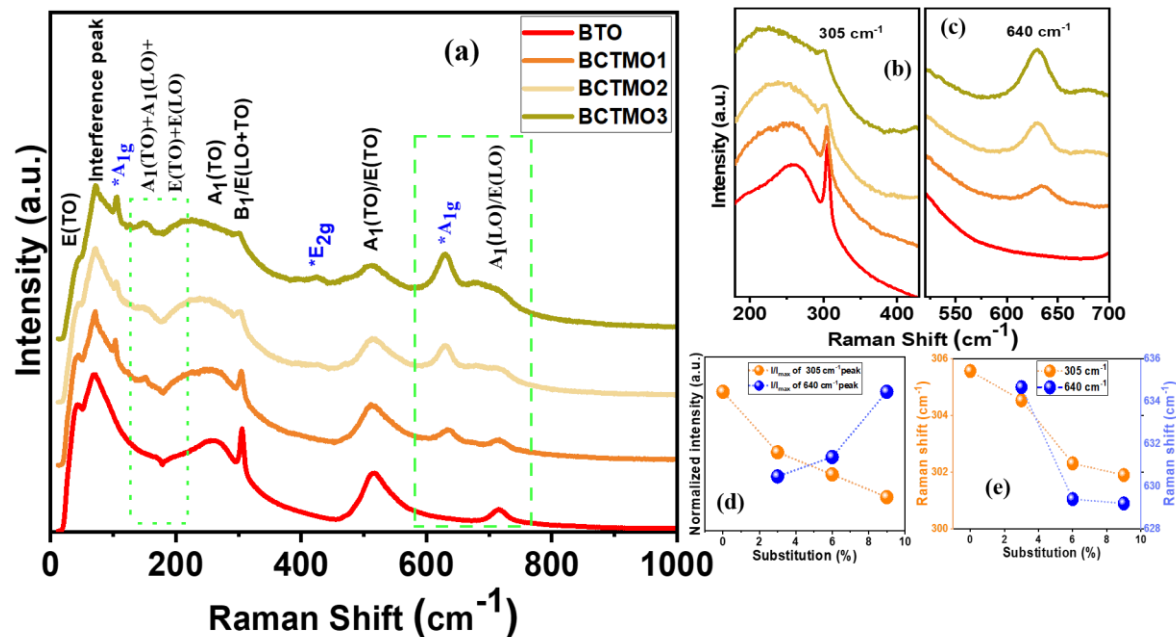 (a)
BTO
BCTMO1
BCTMO2
BCTMO3
E(TO)
Interference peak
*A1g
A1(TO)+A1(LO)+
E(TO)+E(LO)
A1(TO)
B1/E(LO+TO)
*E2g
A1(TO)/E(TO)
*A1g
A1(LO)/E(LO)
Intensity (a.u.)
0 200 400 600 800 1000
Raman Shift (cm-1)
305 cm-1
(b)
Intensity (a.u.)
200 300 400
(c)
640 cm-1
550 600 650 700
Raman Shift (cm-1)
I/Imax of 305 cm-1 peak
I/Imax of 640 cm-1 peak
(d)
Normalized intensity (a.u.)
0 2 4 6 8 10
Substitution (%)
305 cm-1
640 cm-1
(e)
Raman shift (cm-1)
306
304
302
300
0 2 4 6 8 10
Substitution (%)
636
634
632
630
628
Raman shift (cm-1)